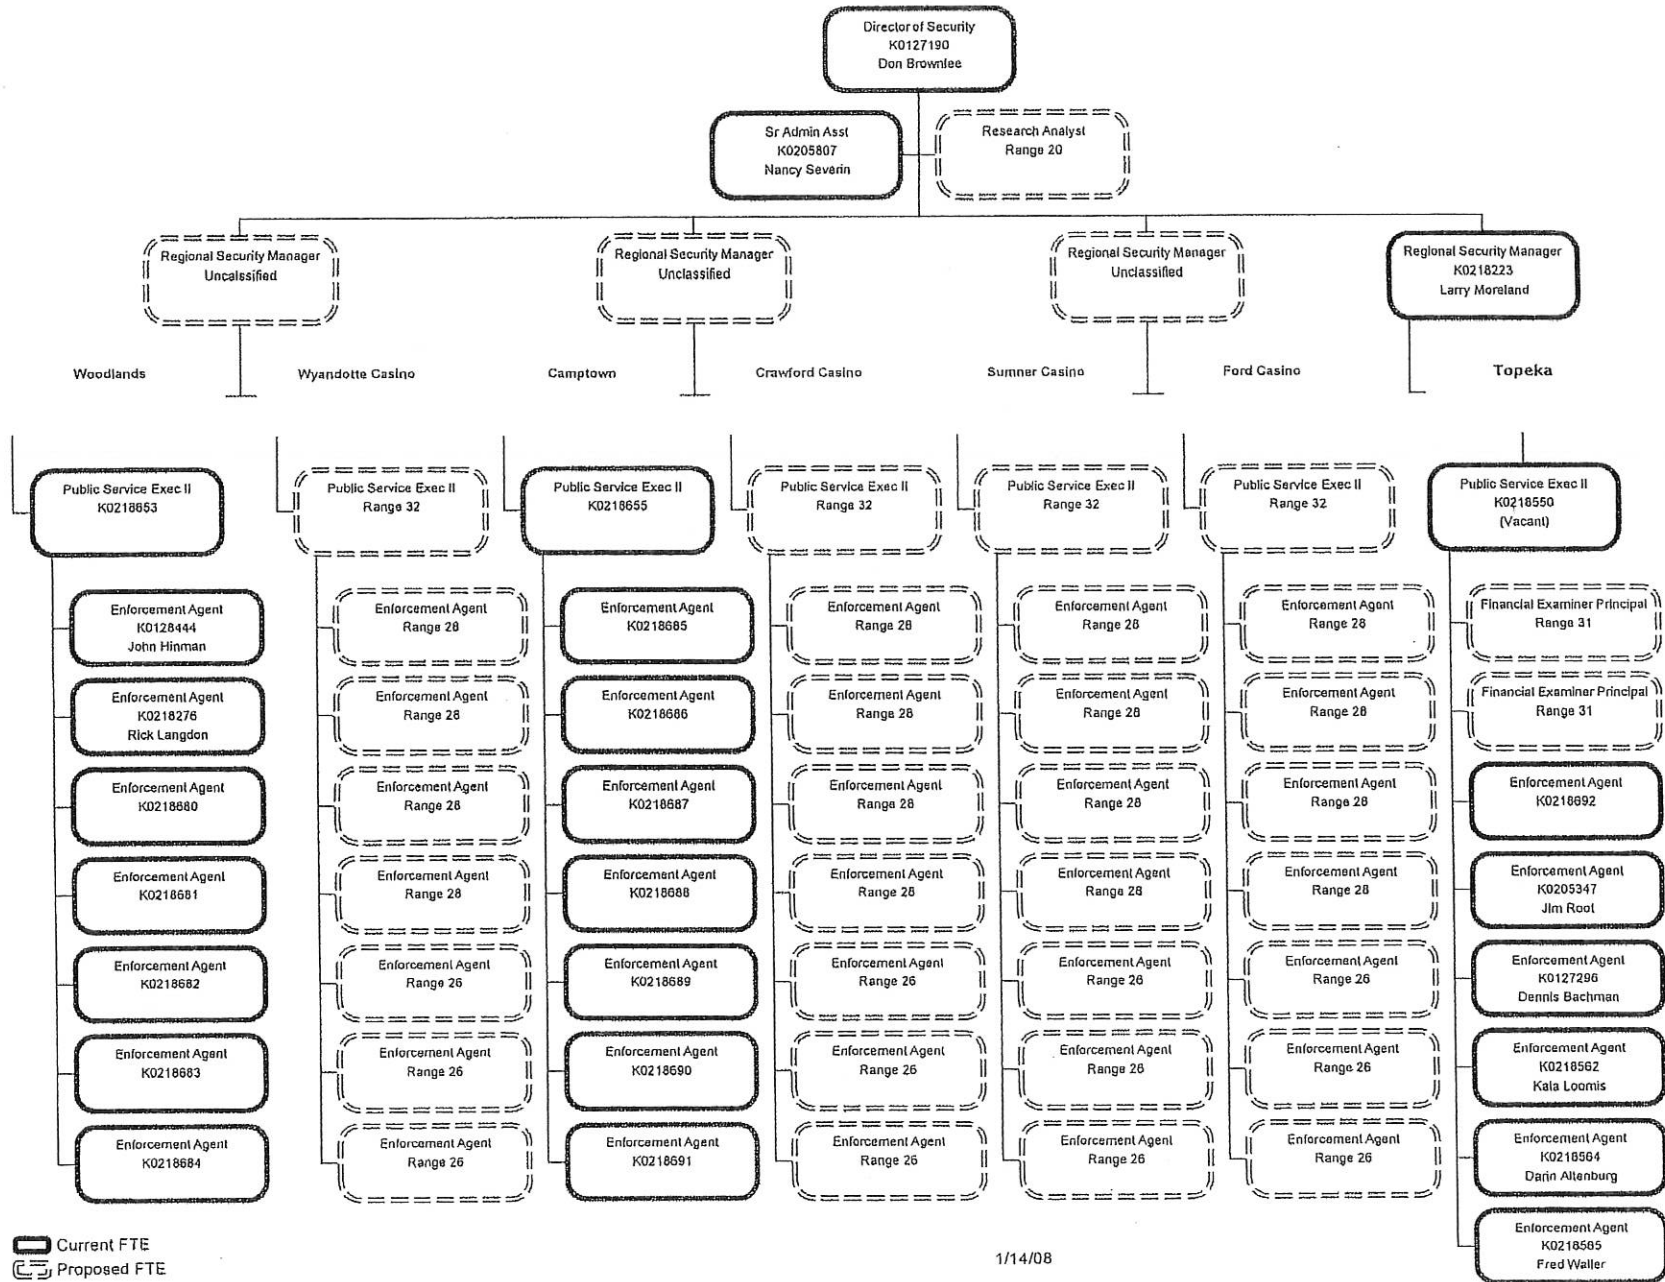 Director of Security
K0127190
Don Brownlee
Sr Admin Asst
K0205807
Nancy Severin
Research Analyst
Range 20
Regional Security Manager
Uncalssified
Regional Security Manager
Unclassified
Regional Security Manager
Unclassified
Regional Security Manager
K0218223
Larry Moreland
Woodlands
Wyandotte Casino
Camptown
Crawford Casino
Sumner Casino
Ford Casino
Topeka
Public Service Exec II
K0218653
Enforcement Agent
K0128444
John Hinman
Enforcement Agent
K0218276
Rick Langdon
Enforcement Agent
K0218680
Enforcement Agent
K0218681
Enforcement Agent
K0218682
Enforcement Agent
K0218683
Enforcement Agent
K0218684
Public Service Exec II
Range 32
Enforcement Agent
Range 28
Enforcement Agent
Range 28
Enforcement Agent
Range 28
Enforcement Agent
Range 28
Enforcement Agent
Range 26
Enforcement Agent
Range 26
Enforcement Agent
Range 26
Public Service Exec II
K0218655
Enforcement Agent
K0218685
Enforcement Agent
K0218686
Enforcement Agent
K0218687
Enforcement Agent
K0218688
Enforcement Agent
K0218689
Enforcement Agent
K0218690
Enforcement Agent
K0218691
Public Service Exec II
Range 32
Enforcement Agent
Range 28
Enforcement Agent
Range 28
Enforcement Agent
Range 28
Enforcement Agent
Range 28
Enforcement Agent
Range 26
Enforcement Agent
Range 26
Enforcement Agent
Range 26
Public Service Exec II
Range 32
Enforcement Agent
Range 28
Enforcement Agent
Range 28
Enforcement Agent
Range 28
Enforcement Agent
Range 28
Enforcement Agent
Range 26
Enforcement Agent
Range 26
Enforcement Agent
Range 26
Public Service Exec II
Range 32
Enforcement Agent
Range 28
Enforcement Agent
Range 28
Enforcement Agent
Range 28
Enforcement Agent
Range 28
Enforcement Agent
Range 26
Enforcement Agent
Range 26
Enforcement Agent
Range 26
Public Service Exec II
K0218550
(Vacant)
Financial Examiner Principal
Range 31
Financial Examiner Principal
Range 31
Enforcement Agent
K0218692
Enforcement Agent
K0205347
Jim Root
Enforcement Agent
K0127296
Dennis Bachman
Enforcement Agent
K0218562
Kala Loomis
Enforcement Agent
K0218564
Darin Altenburg
Enforcement Agent
K0218565
Fred Waller
Current FTE
Proposed FTE
1/14/08